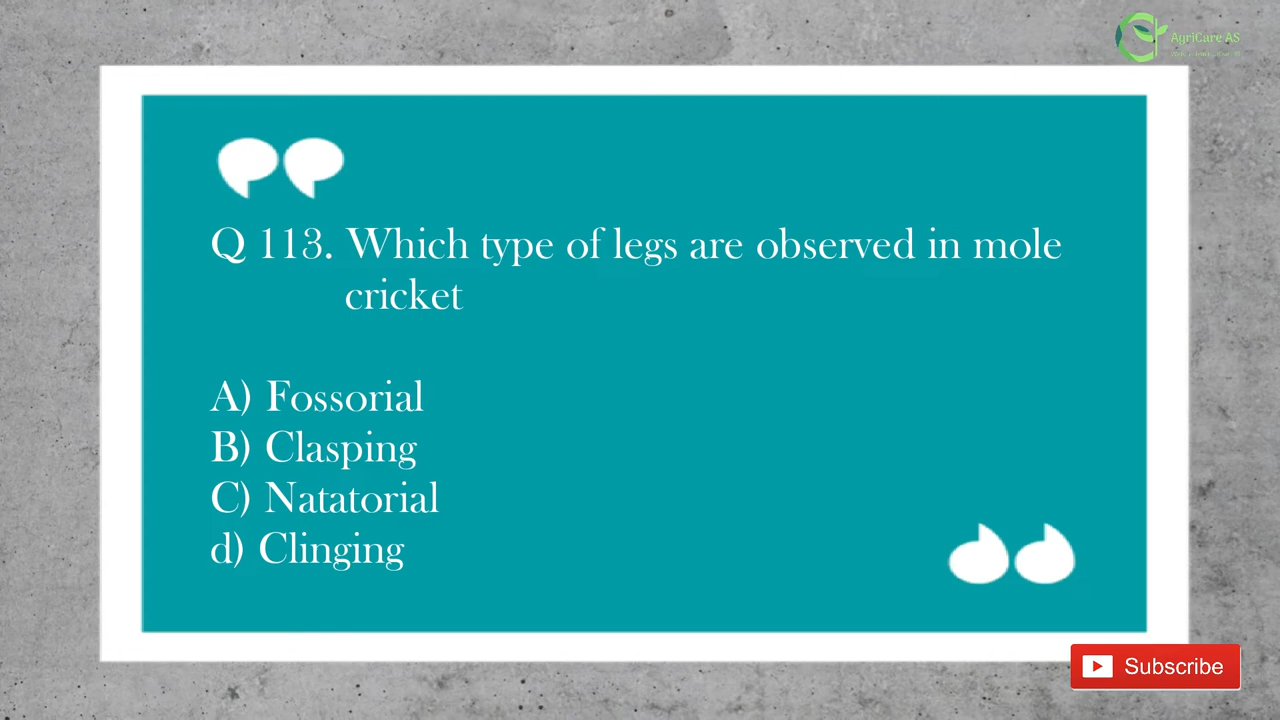 AgriCare AS
Q 113. Which type of legs are observed in mole
cricket
A) Fossorial
B) Clasping
C) Natatorial
d) Clinging
Subscribe